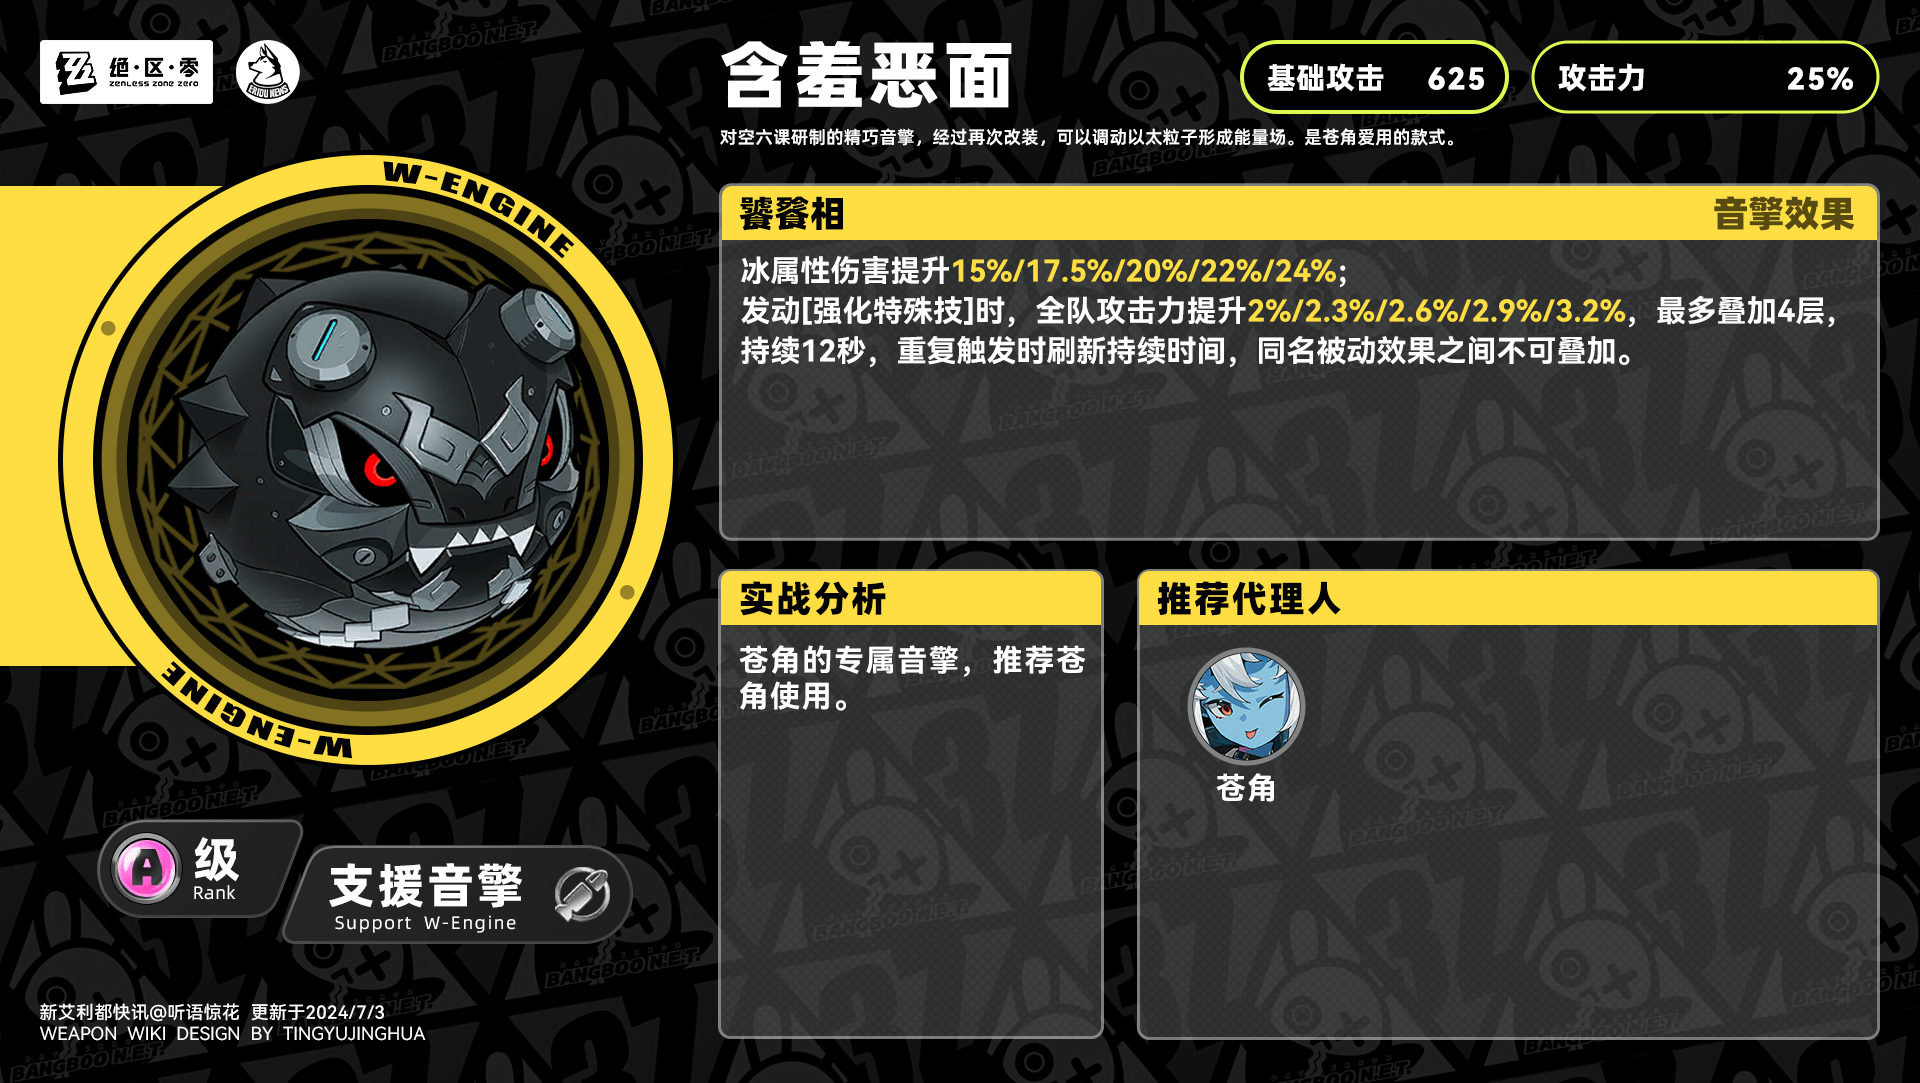 绝·区·零
ZENLESS ZONE ZERO
ERIDU NEWS
含羞恶面
基础攻击 625
攻击力 25%
对空六课研制的精巧音擎，经过再次改装，可以调动以太粒子形成能量场。是苍角爱用的款式。
W-ENGINE
W-ENGINE
饕餮相
音擎效果
冰属性伤害提升15%/17.5%/20%/22%/24%；
发动[强化特殊技]时，全队攻击力提升2%/2.3%/2.6%/2.9%/3.2%，最多叠加4层，
持续12秒，重复触发时刷新持续时间，同名被动效果之间不可叠加。
实战分析
苍角的专属音擎，推荐苍
角使用。
推荐代理人
苍角
A 级
Rank
支援音擎
Support W-Engine
新艾利都快讯@听语惊花 更新于2024/7/3
WEAPON WIKI DESIGN BY TINGYUJINGHUA
BANGBOO N.E.T.